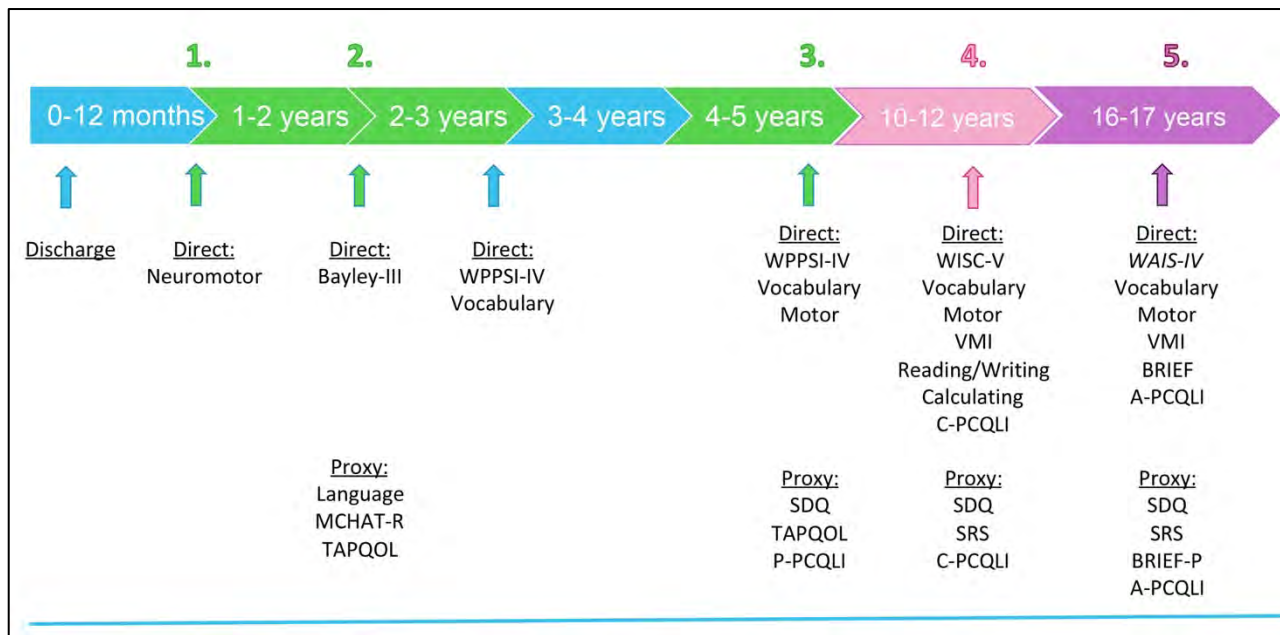 1.
2.
3.
4.
5.
0-12 months
1-2 years
2-3 years
3-4 years
4-5 years
10-12 years
16-17 years
Discharge
Direct:
Neuromotor
Direct:
Bayley-III
Proxy:
Language
MCHAT-R
TAPQOL
Direct:
WPPSI-IV
Vocabulary
Direct:
WPPSI-IV
Vocabulary
Motor
Proxy:
SDQ
TAPQOL
P-PCQLI
Direct:
WISC-V
Vocabulary
Motor
VMI
Reading/Writing
Calculating
C-PCQLI
Proxy:
SDQ
SRS
C-PCQLI
Direct:
WAIS-IV
Vocabulary
Motor
VMI
BRIEF
A-PCQLI
Proxy:
SDQ
SRS
BRIEF-P
A-PCQLI